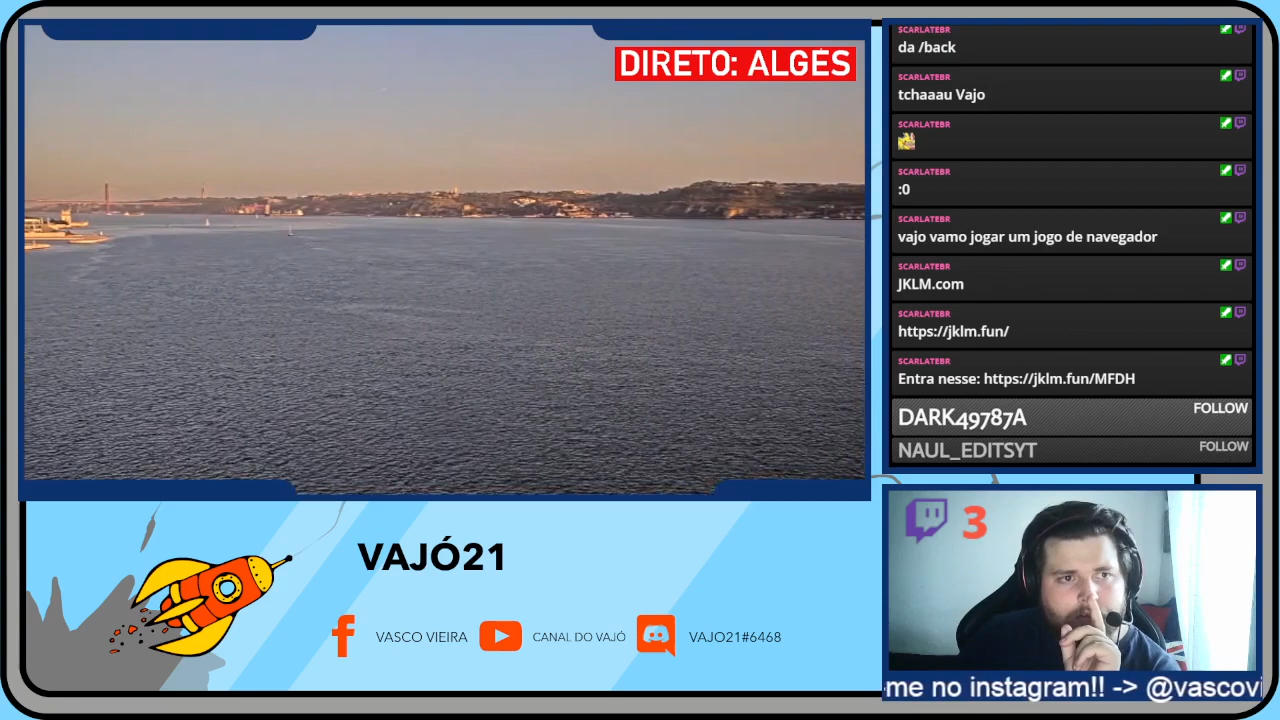 DIRETO: ALGÉS
SCARLATEBR
da /back
SCARLATEBR
tchaaau Vajo
SCARLATEBR
SCARLATEBR
:0
SCARLATEBR
vajo vamo jogar um jogo de navegador
SCARLATEBR
JKLM.com
SCARLATEBR
https://jklm.fun/
SCARLATEBR
Entra nesse: https://jklm.fun/MFDH
DARK49787A FOLLOW
NAUL_EDITSYT FOLLOW
3
VAJÓ21
VASCO VIEIRA CANAL DO VAJÓ VAJO21#6468
-me no instagram!! -> @vascovi